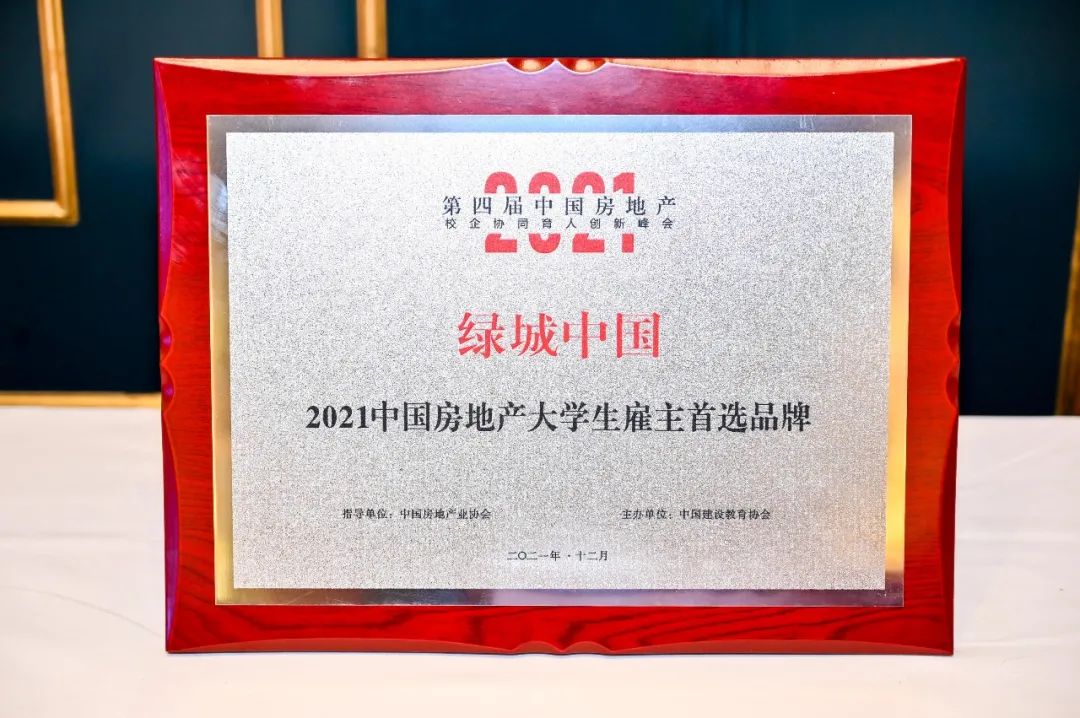 2021
第四届中国房地产
校企协同育人创新峰会
绿城中国
2021中国房地产大学生雇主首选品牌
指导单位：中国房地产业协会
主办单位：中国建设教育协会
二〇二一年·十二月